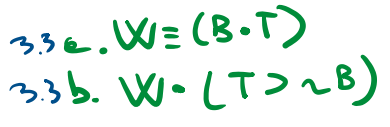 3.3 a. W ≡ (B • T)
3.3 b. W • (T ⊃ ~B)